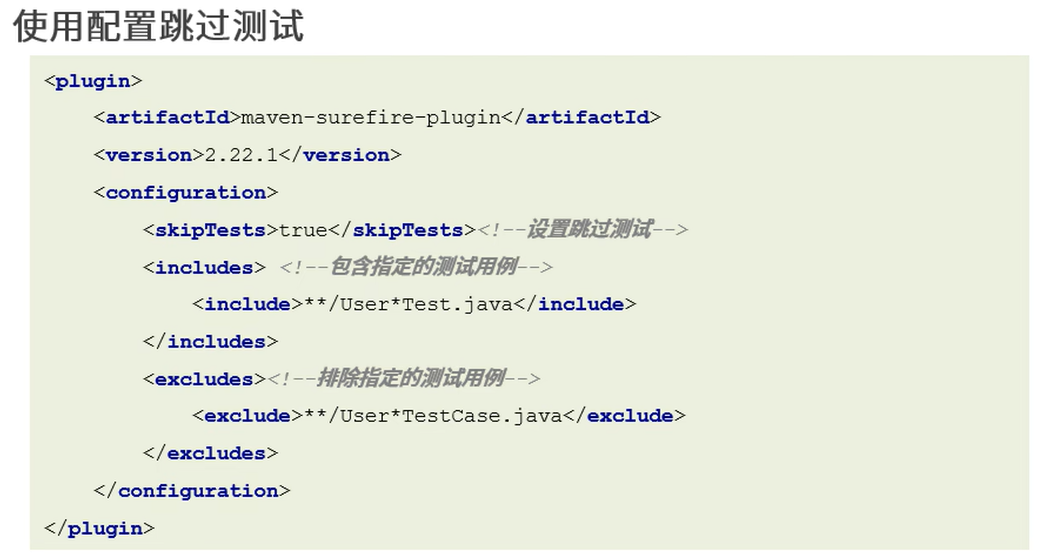 使用配置跳过测试
<plugin>
    <artifactId>maven-surefire-plugin</artifactId>
    <version>2.22.1</version>
    <configuration>
        <skipTests>true</skipTests><!--设置跳过测试-->
        <includes> <!--包含指定的测试用例-->
            <include>**/User*Test.java</include>
        </includes>
        <excludes><!--排除指定的测试用例-->
            <exclude>**/User*TestCase.java</exclude>
        </excludes>
    </configuration>
</plugin>